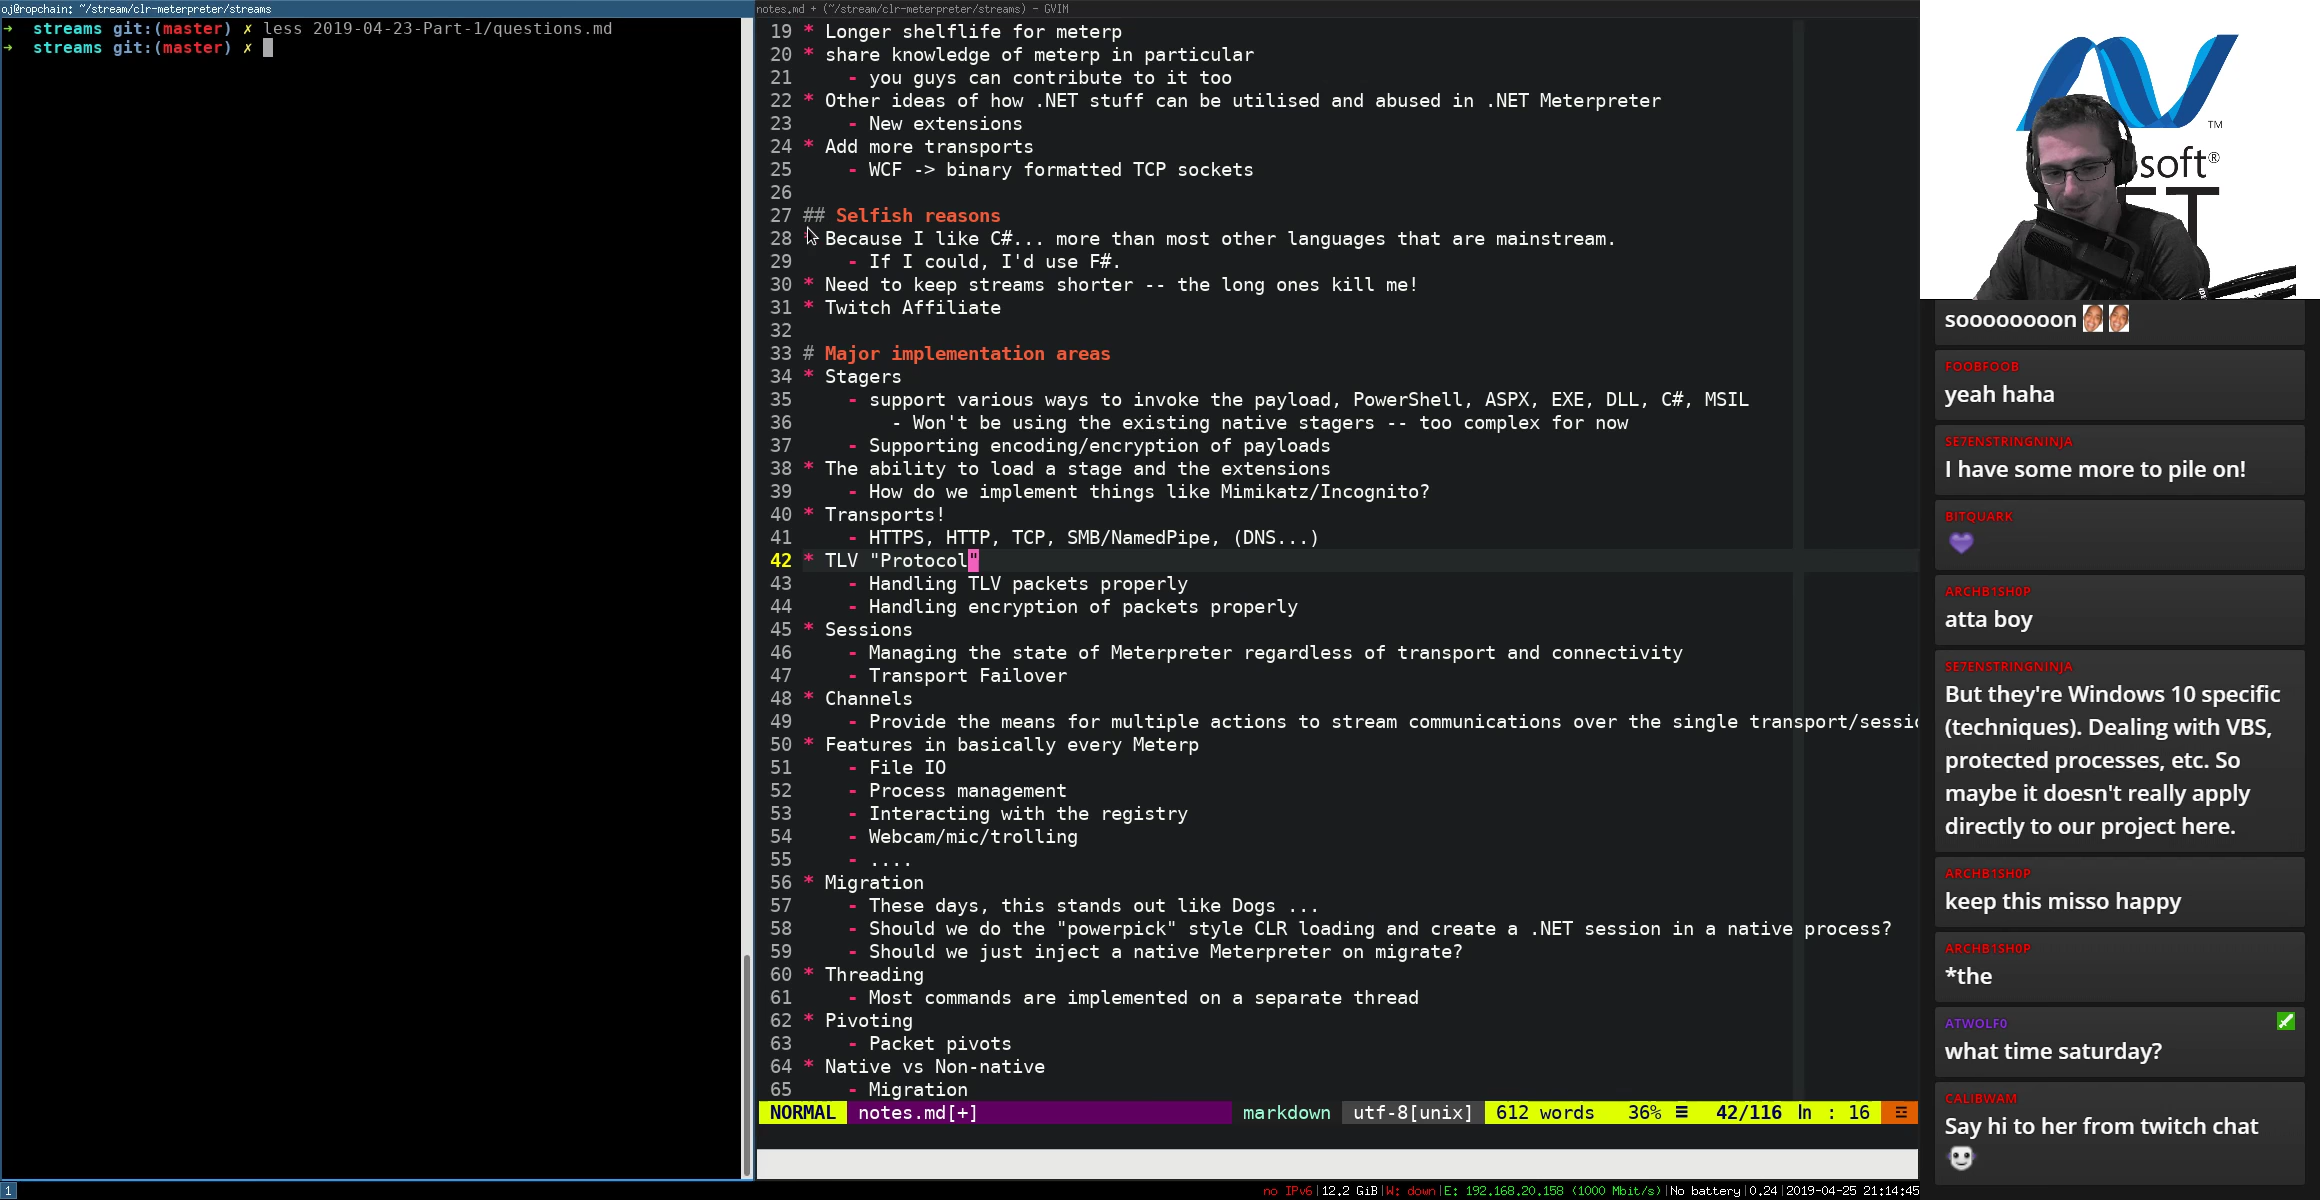 oj@ropchain: ~/stream/clr-meterpreter/streams
➜ streams git:(master) ✗ less 2019-04-23-Part-1/questions.md
➜ streams git:(master) ✗
notes.md + (~/stream/clr-meterpreter/streams) - GVIM
19 * Longer shelflife for meterp
20 * share knowledge of meterp in particular
21 - you guys can contribute to it too
22 * Other ideas of how .NET stuff can be utilised and abused in .NET Meterpreter
23 - New extensions
24 * Add more transports
25 - WCF -> binary formatted TCP sockets
26
27 ## Selfish reasons
28 * Because I like C#... more than most other languages that are mainstream.
29 - If I could, I'd use F#.
30 * Need to keep streams shorter -- the long ones kill me!
31 * Twitch Affiliate
32
33 # Major implementation areas
34 * Stagers
35 - support various ways to invoke the payload, PowerShell, ASPX, EXE, DLL, C#, MSIL
36 - Won't be using the existing native stagers -- too complex for now
37 - Supporting encoding/encryption of payloads
38 * The ability to load a stage and the extensions
39 - How do we implement things like Mimikatz/Incognito?
40 * Transports!
41 - HTTPS, HTTP, TCP, SMB/NamedPipe, (DNS...)
42 * TLV "Protocol"
43 - Handling TLV packets properly
44 - Handling encryption of packets properly
45 * Sessions
46 - Managing the state of Meterpreter regardless of transport and connectivity
47 - Transport Failover
48 * Channels
49 - Provide the means for multiple actions to stream communications over the single transport/sessio
50 * Features in basically every Meterp
51 - File IO
52 - Process management
53 - Interacting with the registry
54 - Webcam/mic/trolling
55 - ....
56 * Migration
57 - These days, this stands out like Dogs ...
58 - Should we do the "powerpick" style CLR loading and create a .NET session in a native process?
59 - Should we just inject a native Meterpreter on migrate?
60 * Threading
61 - Most commands are implemented on a separate thread
62 * Pivoting
63 - Packet pivots
64 * Native vs Non-native
65 - Migration
NORMAL notes.md[+] markdown utf-8[unix] 612 words 36% ☰ 42/116 ln : 16
TM
soft®
T
sooooooooon
FOOBFOOB
yeah haha
SE7ENSTRINGNINJA
I have some more to pile on!
BITQUARK
ARCHB1SH0P
atta boy
SE7ENSTRINGNINJA
But they're Windows 10 specific
(techniques). Dealing with VBS,
protected processes, etc. So
maybe it doesn't really apply
directly to our project here.
ARCHB1SH0P
keep this misso happy
ARCHB1SH0P
*the
ATWOLF0
what time saturday?
CALIBWAM
Say hi to her from twitch chat
1
no IPv6|12.2 GiB|W: down|E: 192.168.20.158 (1000 Mbit/s)|No battery|0.24|2019-04-25 21:14:45